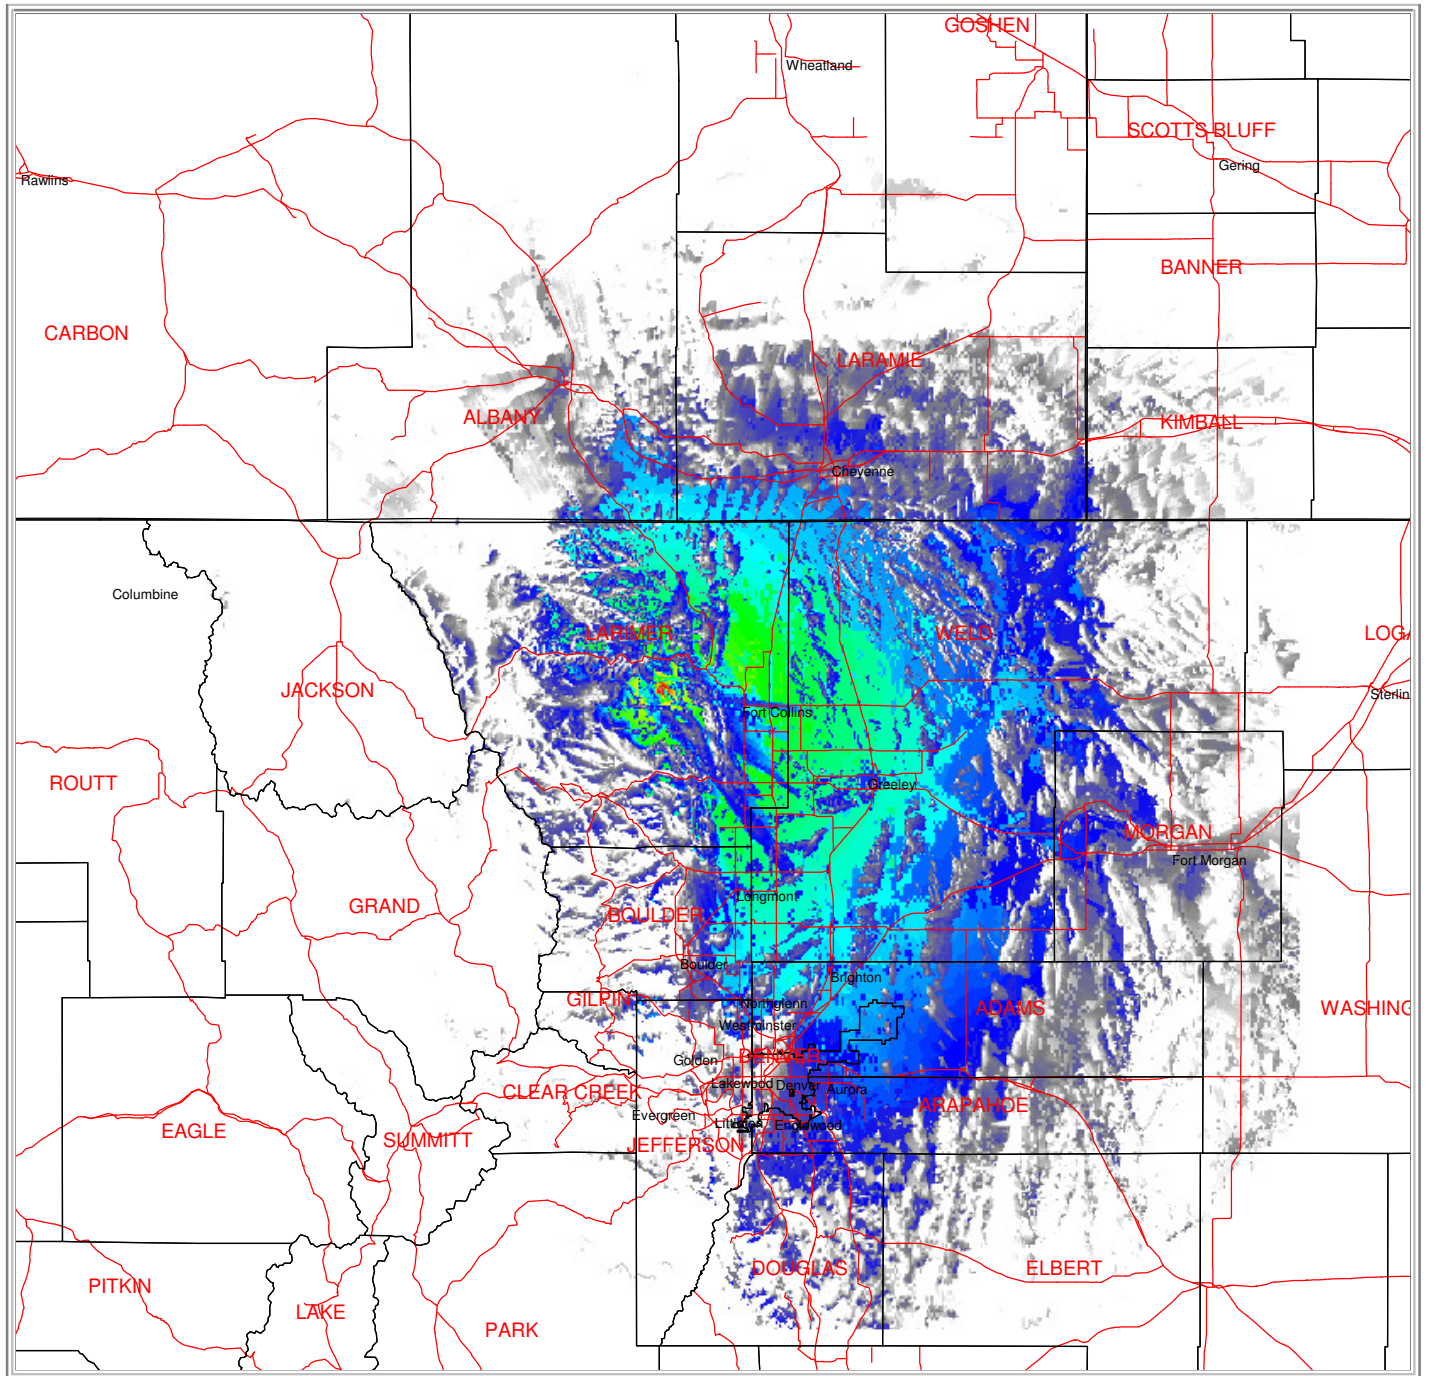 GOSHEN
Wheatland
SCOTTS BLUFF
Gering
Rawlins
BANNER
CARBON
LARAMIE
ALBANY
KIMBALL
Cheyenne
Columbine
LARIMER
WELD
LOGA
JACKSON
Sterlin
Fort Collins
ROUTT
Greeley
MORGAN
Fort Morgan
Longmont
GRAND
BOULDER
Boulder
Brighton
GILPIN
Northglenn
ADAMS
WASHING
Westminster
DENVER
Golden
Lakewood
Denver
Aurora
CLEAR CREEK
ARAPAHOE
Evergreen
Englewood
EAGLE
SUMMITT
JEFFERSON
DOUGLAS
ELBERT
PITKIN
LAKE
PARK